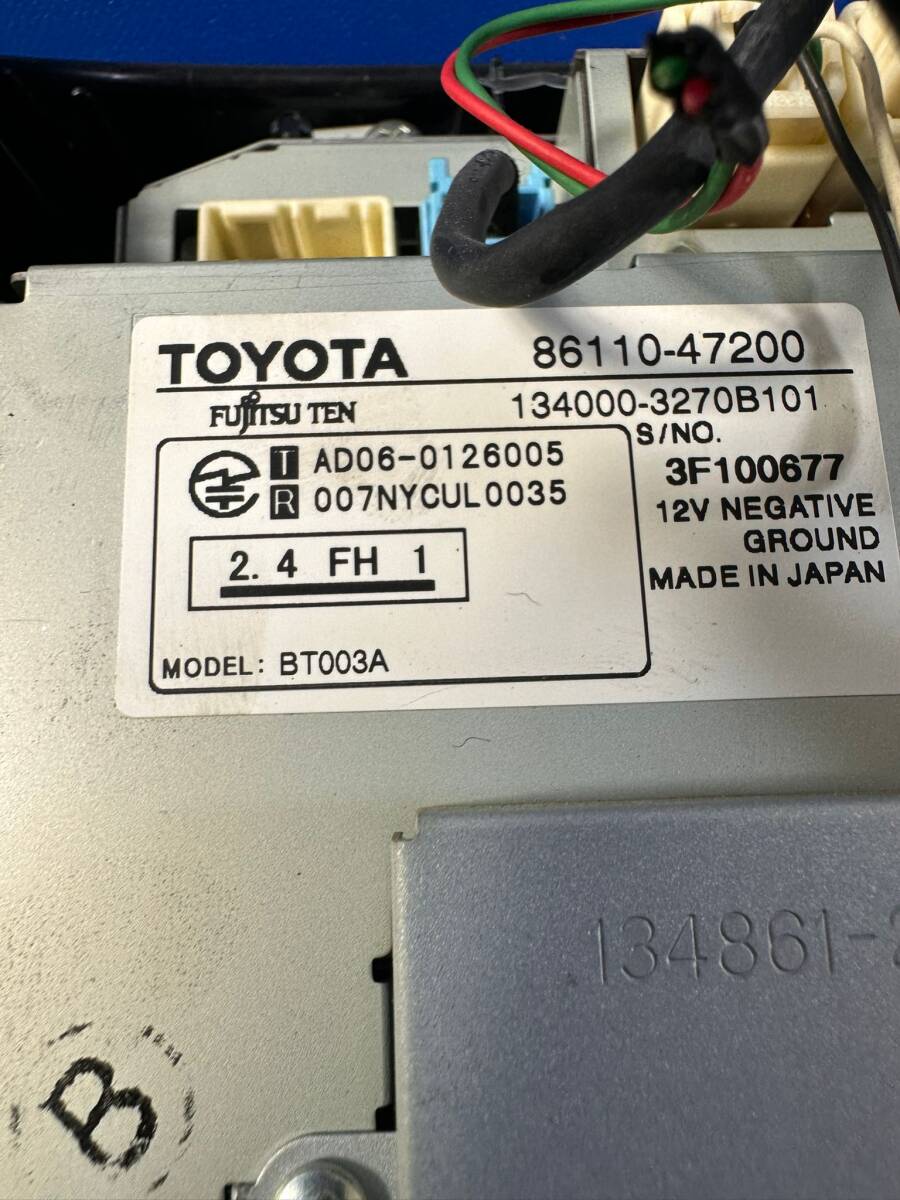 TOYOTA 86110-47200
FUJITSU TEN 134000-3270B101
S/NO.
T AD06-0126005
3F100677
R 007NYCUL0035
12V NEGATIVE
GROUND
2.4 FH 1
MADE IN JAPAN
MODEL: BT003A
134861-
B